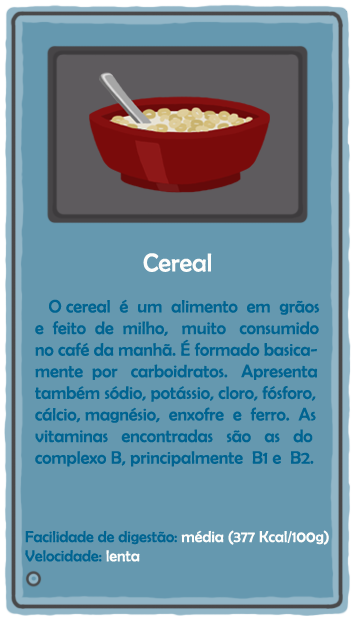 Cereal
O cereal é um alimento em grãos
e feito de milho, muito consumido
no café da manhã. É formado basica-
mente por carboidratos. Apresenta
também sódio, potássio, cloro, fósforo,
cálcio, magnésio, enxofre e ferro. As
vitaminas encontradas são as do
complexo B, principalmente B1 e B2.
Facilidade de digestão: média (377 Kcal/100g)
Velocidade: lenta